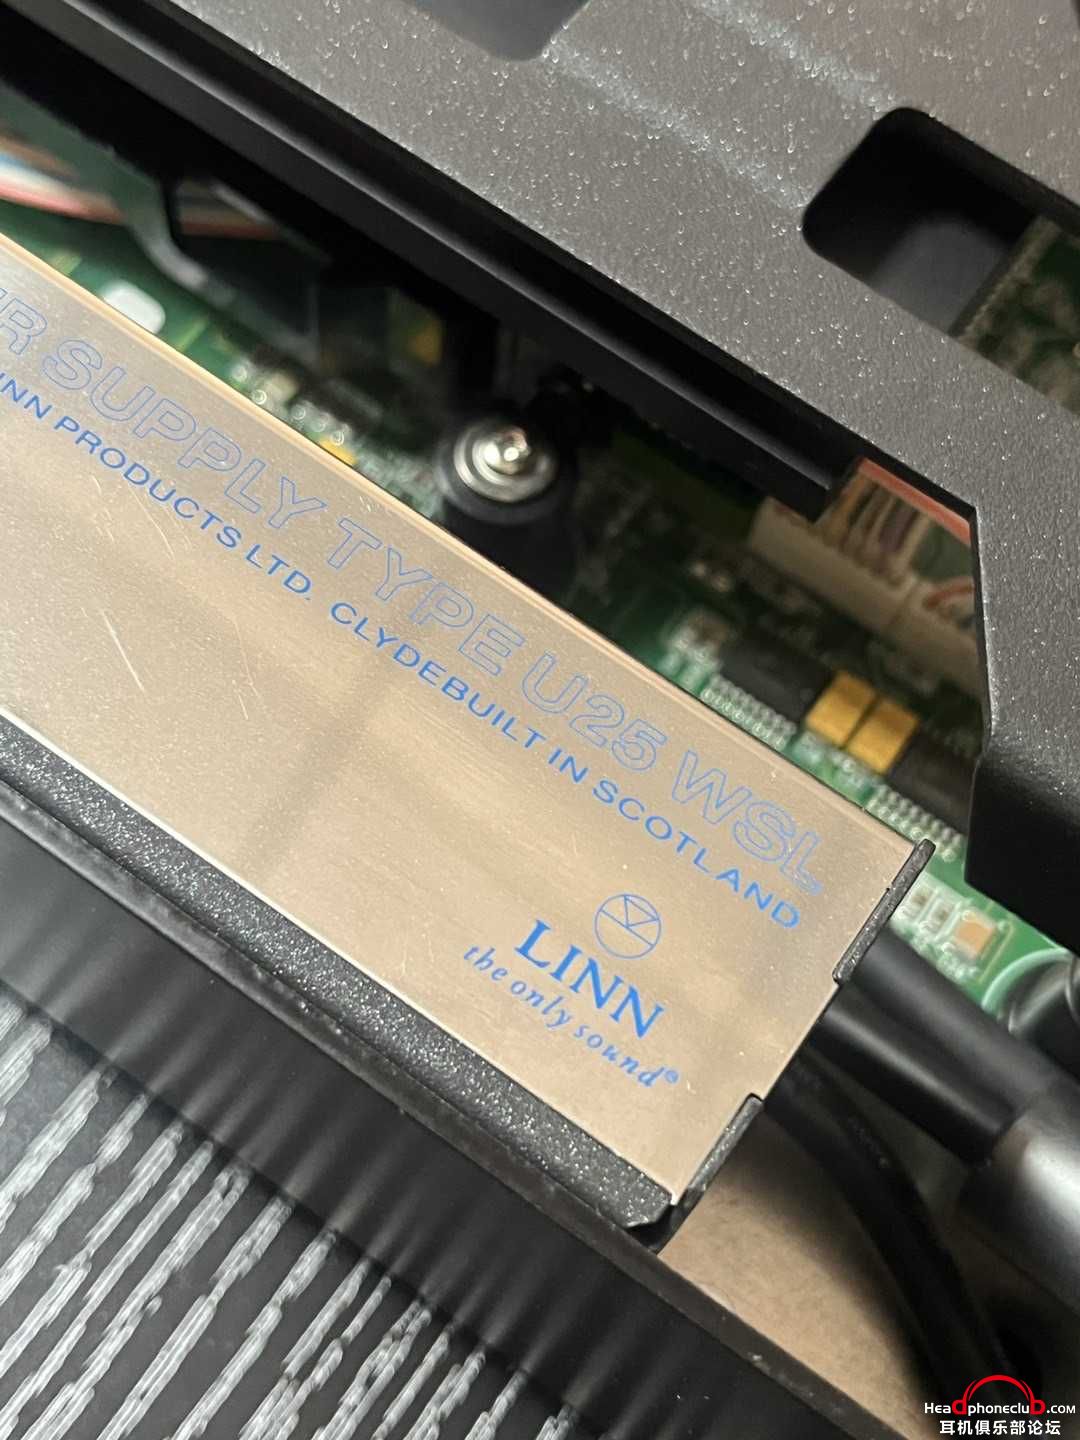 R SUPPLY TYPE U25 WSL
INN PRODUCTS LTD. CLYDEBUILT IN SCOTLAND
LINN
the only sound®
Headphoneclub.com
耳机俱乐部论坛